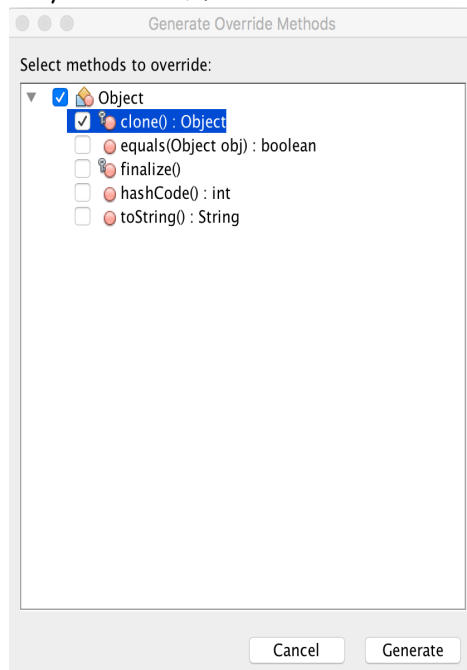 Generate Override Methods
Select methods to override:
Object
clone() : Object
equals(Object obj) : boolean
finalize()
hashCode() : int
toString() : String
Cancel Generate